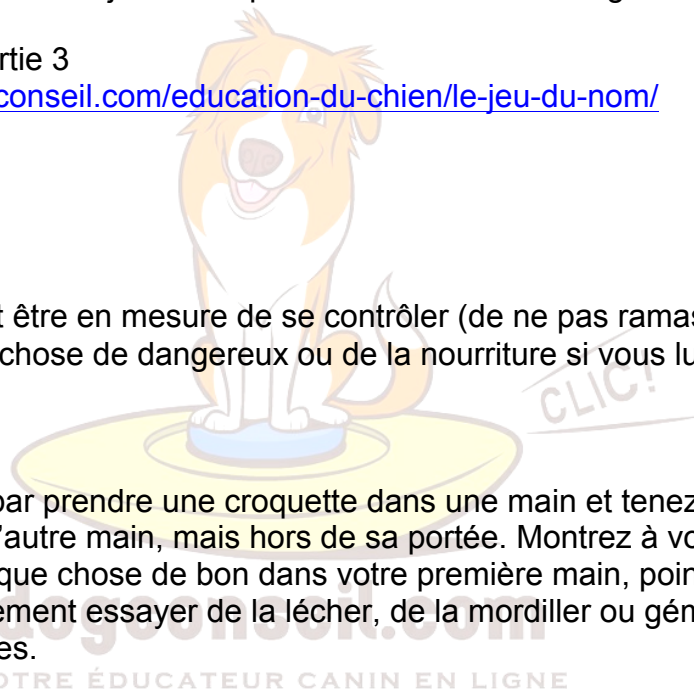 rtie 3
conseil.com/education-du-chien/le-jeu-du-nom/
t être en mesure de se contrôler (de ne pas ramas
chose de dangereux ou de la nourriture si vous lu
CLIC!
par prendre une croquette dans une main et tenez
'autre main, mais hors de sa portée. Montrez à vo
que chose de bon dans votre première main, poin
ement essayer de la lécher, de la mordiller ou gém
es.
dogconseil.com
OTRE ÉDUCATEUR CANIN EN LIGNE